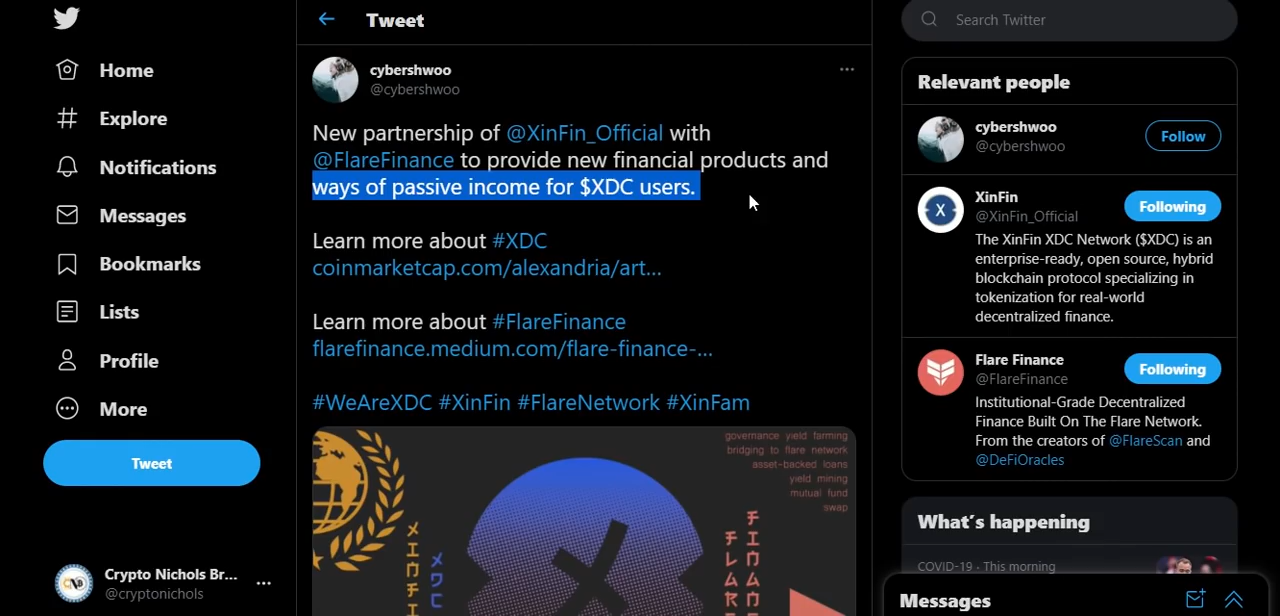 Home
Explore
Notifications
Messages
Bookmarks
Lists
Profile
More
Tweet
Crypto Nichols Br...
@cryptonichols
Tweet
cybershwoo
@cybershwoo
New partnership of @XinFin_Official with
@FlareFinance to provide new financial products and
ways of passive income for $XDC users.
Learn more about #XDC
coinmarketcap.com/alexandria/art...
Learn more about #FlareFinance
flarefinance.medium.com/flare-finance-...
#WeAreXDC #XinFin #FlareNetwork #XinFam
governance yield farming
bridging to flare network
asset-backed loans
yield mining
mutual fund
swap
Search Twitter
Relevant people
cybershwoo
@cybershwoo
Follow
XinFin
@XinFin_Official
Following
The XinFin XDC Network ($XDC) is an
enterprise-ready, open source, hybrid
blockchain protocol specializing in
tokenization for real-world
decentralized finance.
Flare Finance
@FlareFinance
Following
Institutional-Grade Decentralized
Finance Built On The Flare Network.
From the creators of @FlareScan and
@DeFiOracles
What's happening
COVID-19 · This morning
Messages